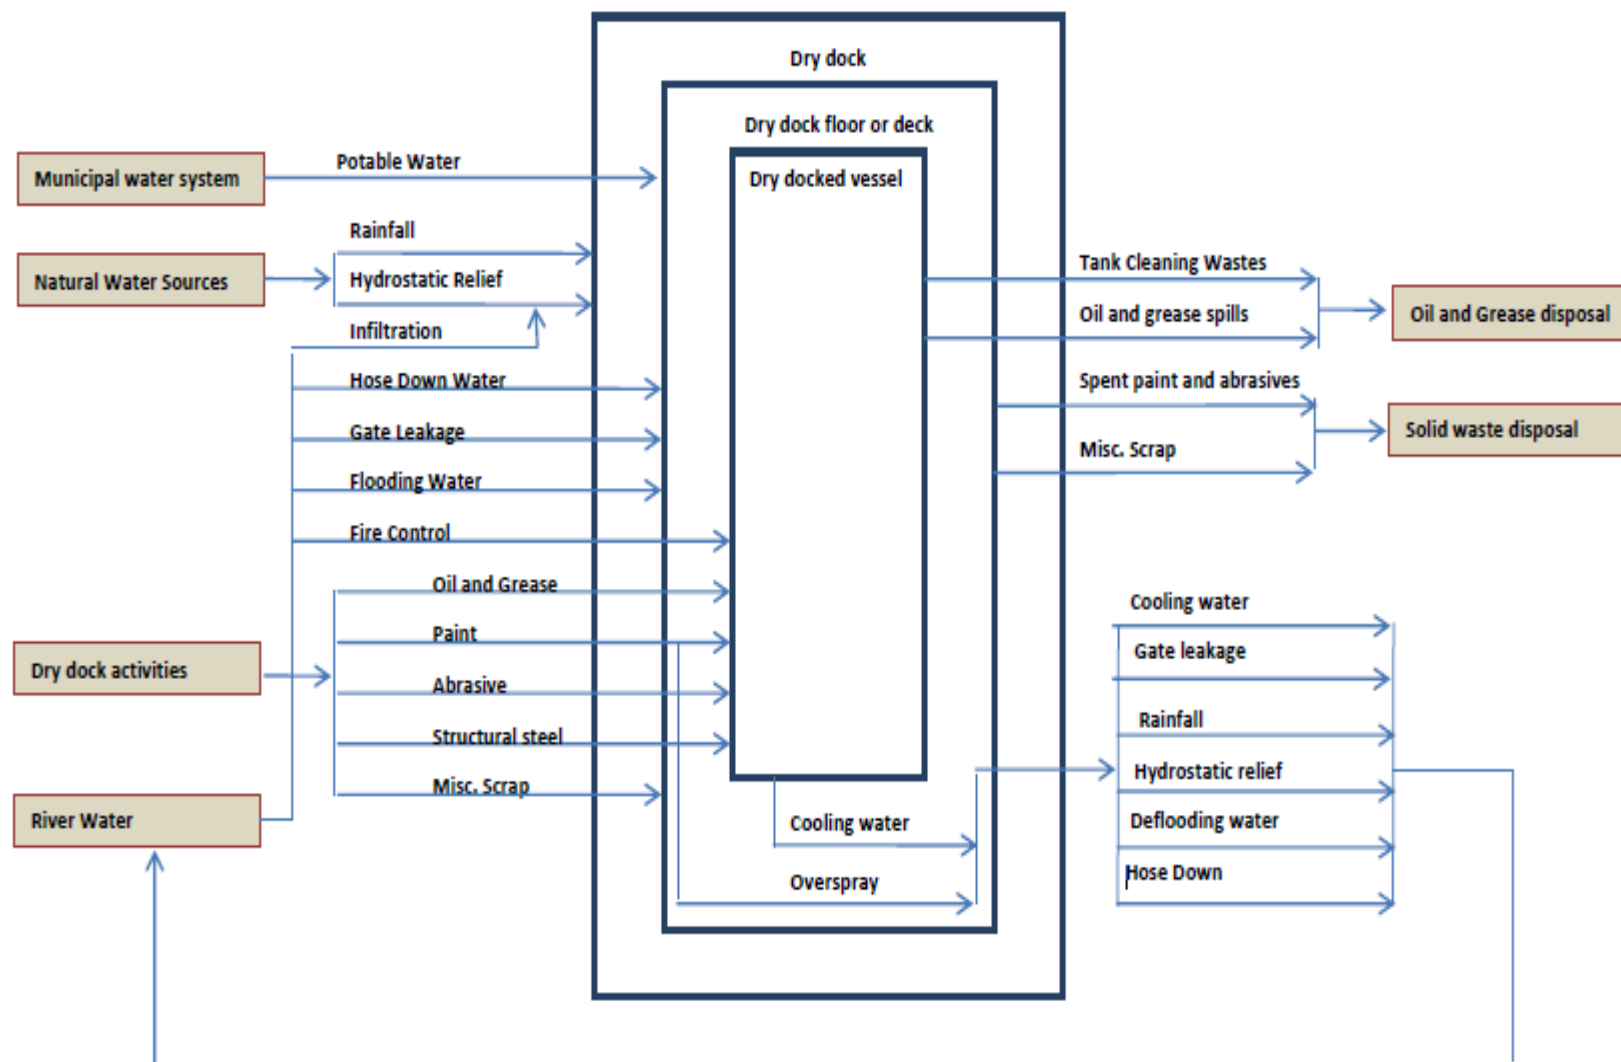 Dry dock
Dry dock floor or deck
Dry docked vessel
Municipal water system
Potable Water
Natural Water Sources
Rainfall
Hydrostatic Relief
Infiltration
Hose Down Water
Gate Leakage
Flooding Water
Fire Control
Dry dock activities
Oil and Grease
Paint
Abrasive
Structural steel
Misc. Scrap
River Water
Cooling water
Overspray
Tank Cleaning Wastes
Oil and grease spills
Oil and Grease disposal
Spent paint and abrasives
Misc. Scrap
Solid waste disposal
Cooling water
Gate leakage
Rainfall
Hydrostatic relief
Deflooding water
Hose Down